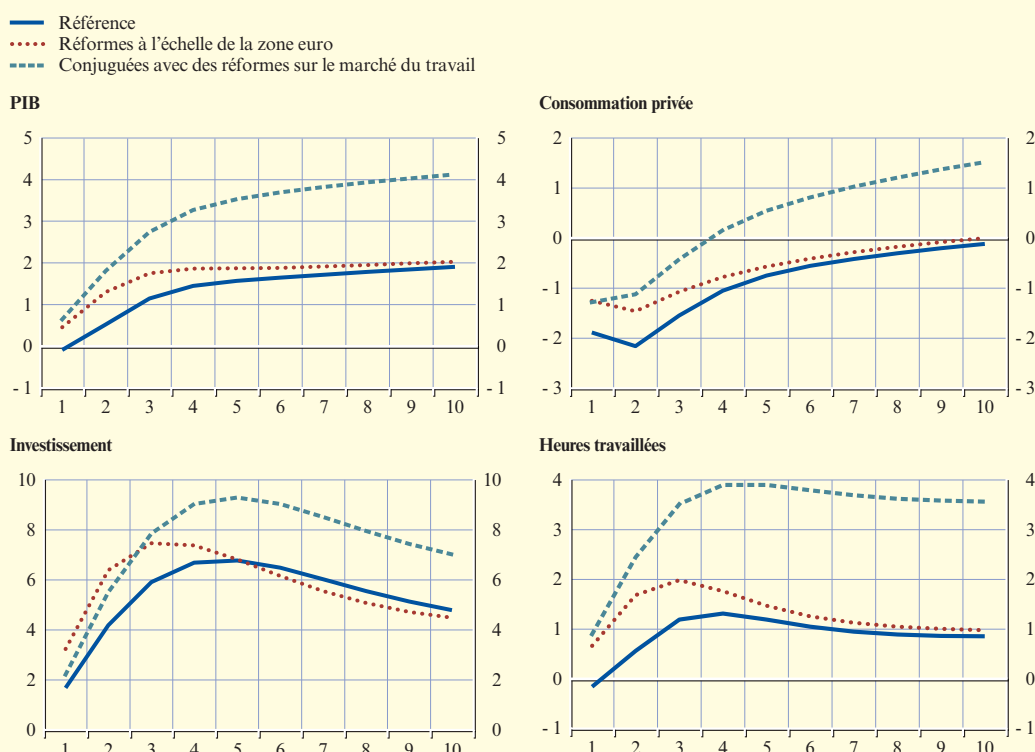 Référence
Réformes à l'échelle de la zone euro
Conjuguées avec des réformes sur le marché du travail
PIB
5 5
4 4
3 3
2 2
1 1
0 0
- 1 - 1
1 2 3 4 5 6 7 8 9 10
Consommation privée
2 2
1 1
0 0
- 1 - 1
- 2 - 2
- 3 - 3
1 2 3 4 5 6 7 8 9 10
Investissement
10 10
8 8
6 6
4 4
2 2
0 0
1 2 3 4 5 6 7 8 9 10
Heures travaillées
4 4
3 3
2 2
1 1
0 0
- 1 - 1
1 2 3 4 5 6 7 8 9 10